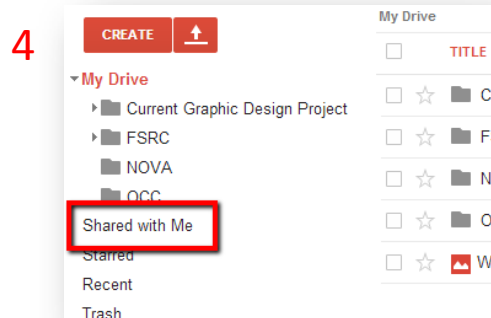 4
CREATE
My Drive
Current Graphic Design Project
FSRC
NOVA
OCC
Shared with Me
Starred
Recent
Trash
My Drive
TITLE
C
F
N
O
W